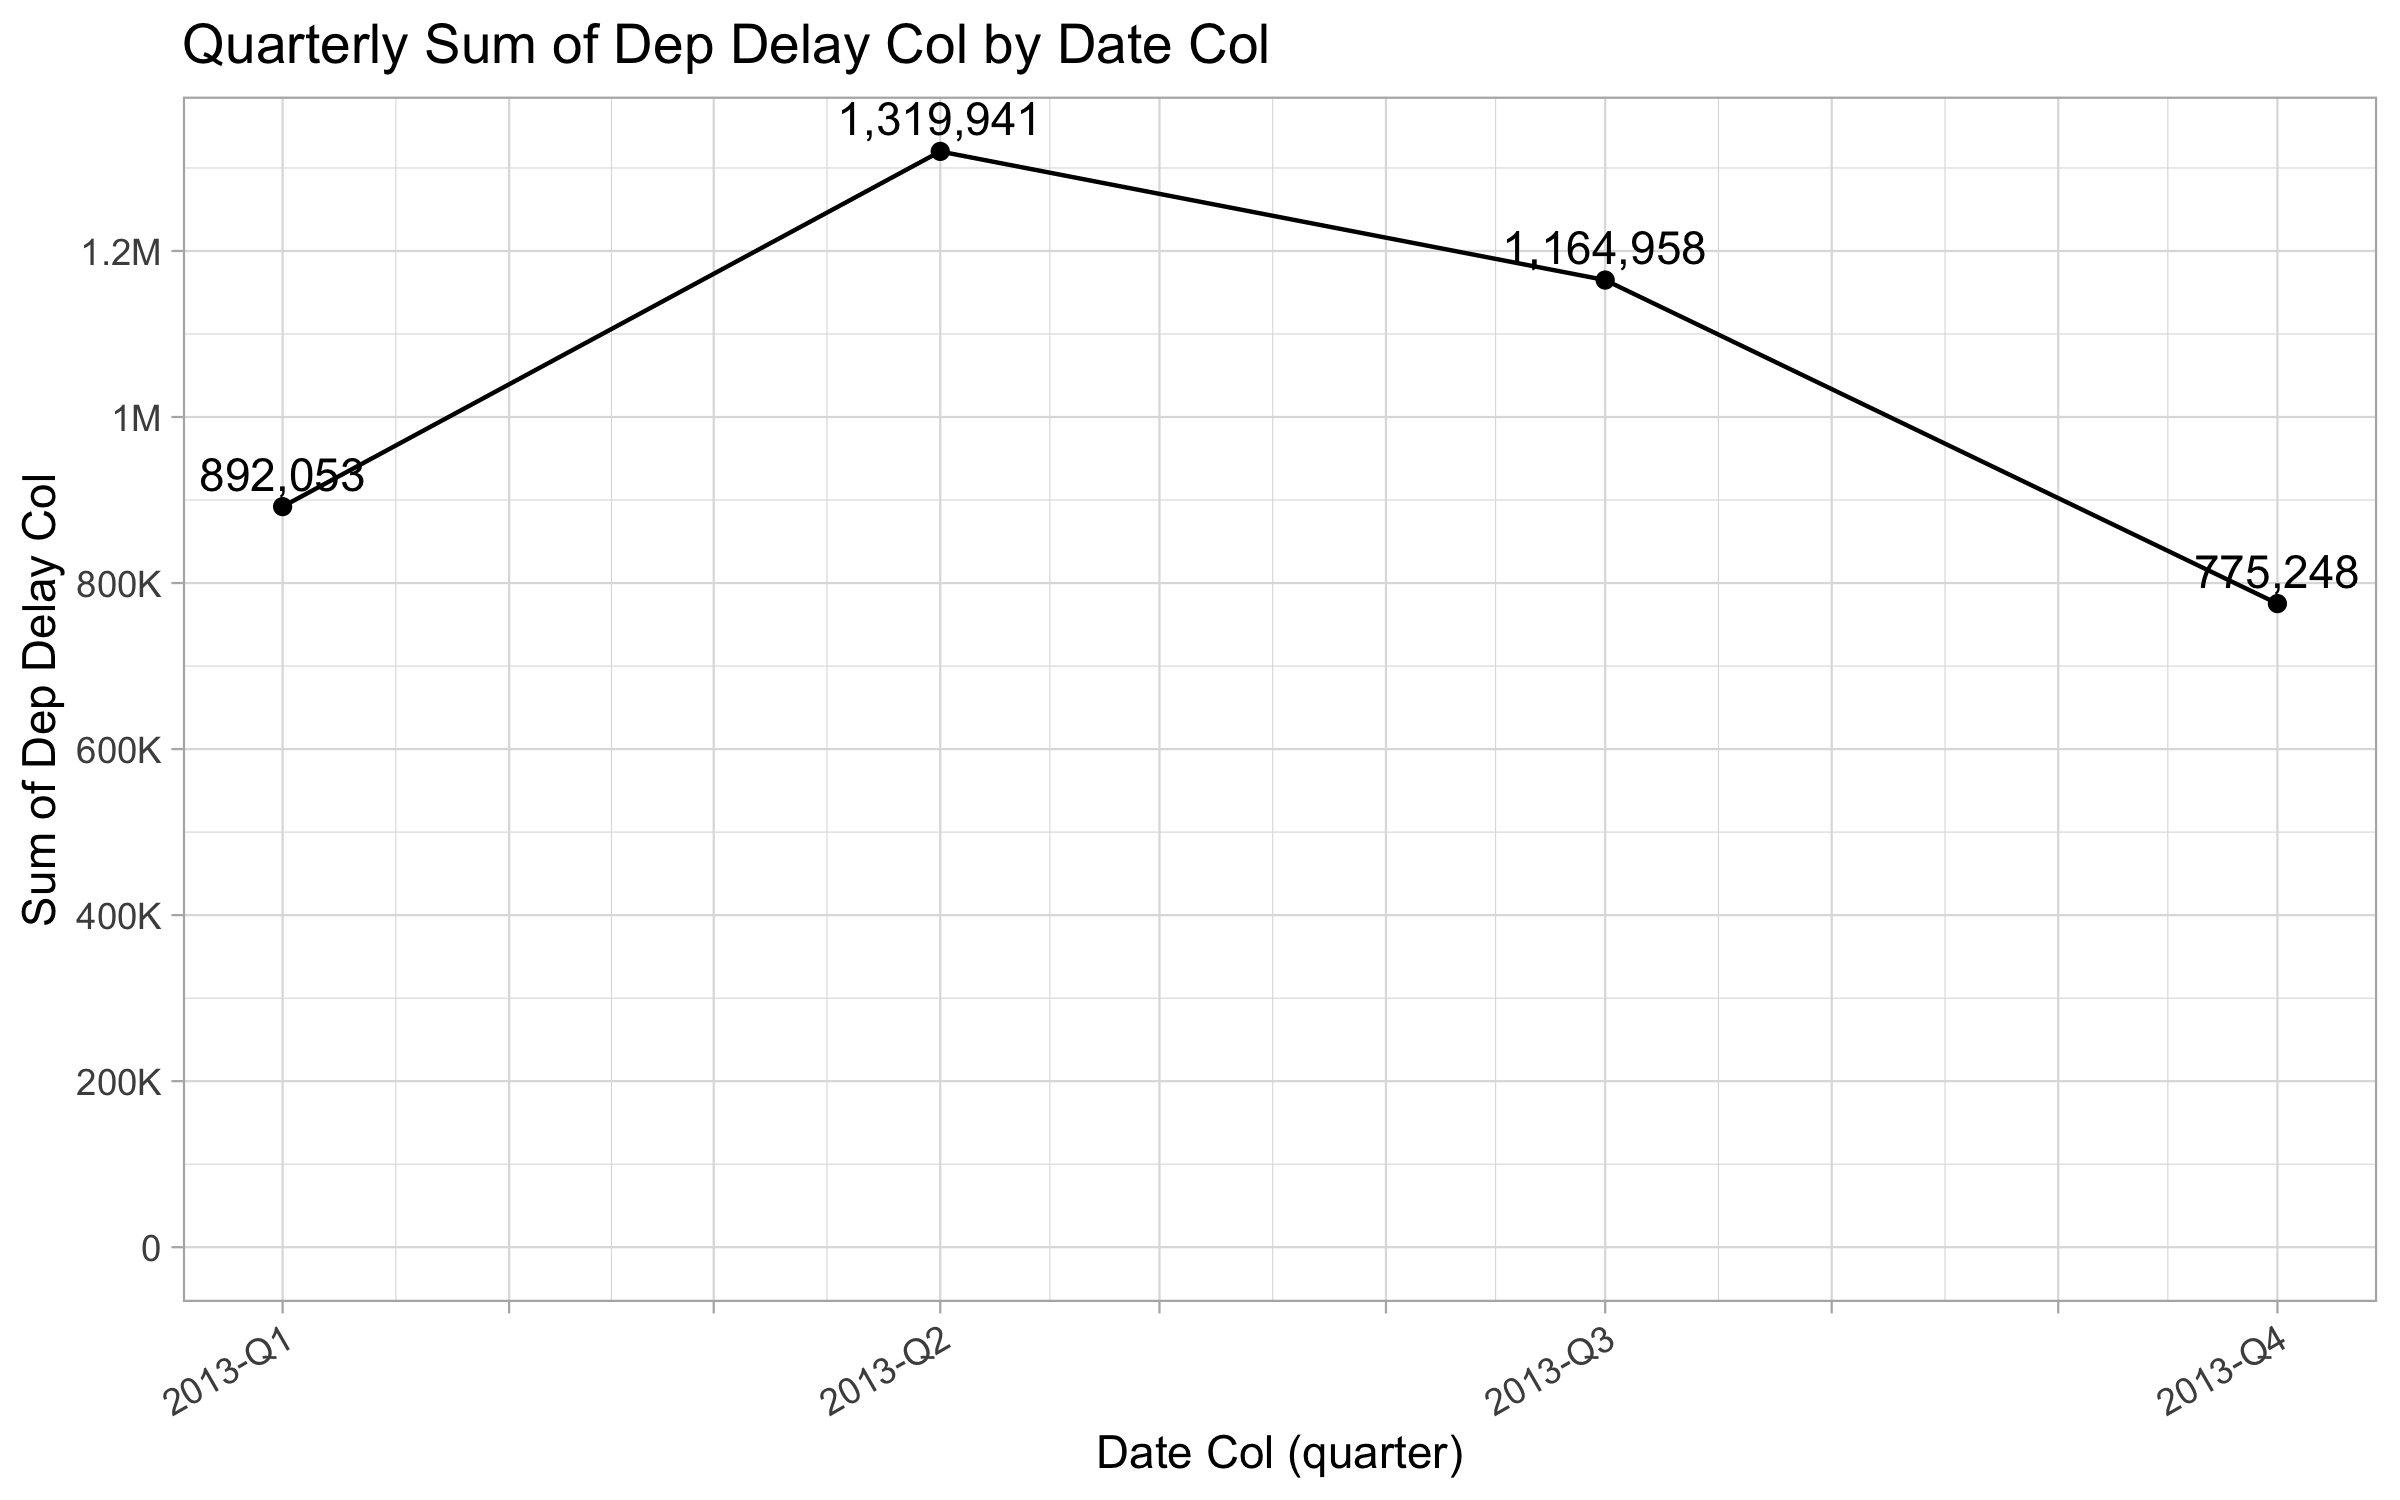 Quarterly Sum of Dep Delay Col by Date Col
1,319,941
1,164,958
892,053
775,248
1.2M
1M
800K
600K
400K
200K
0
Sum of Dep Delay Col
2013-Q1
2013-Q2
2013-Q3
2013-Q4
Date Col (quarter)